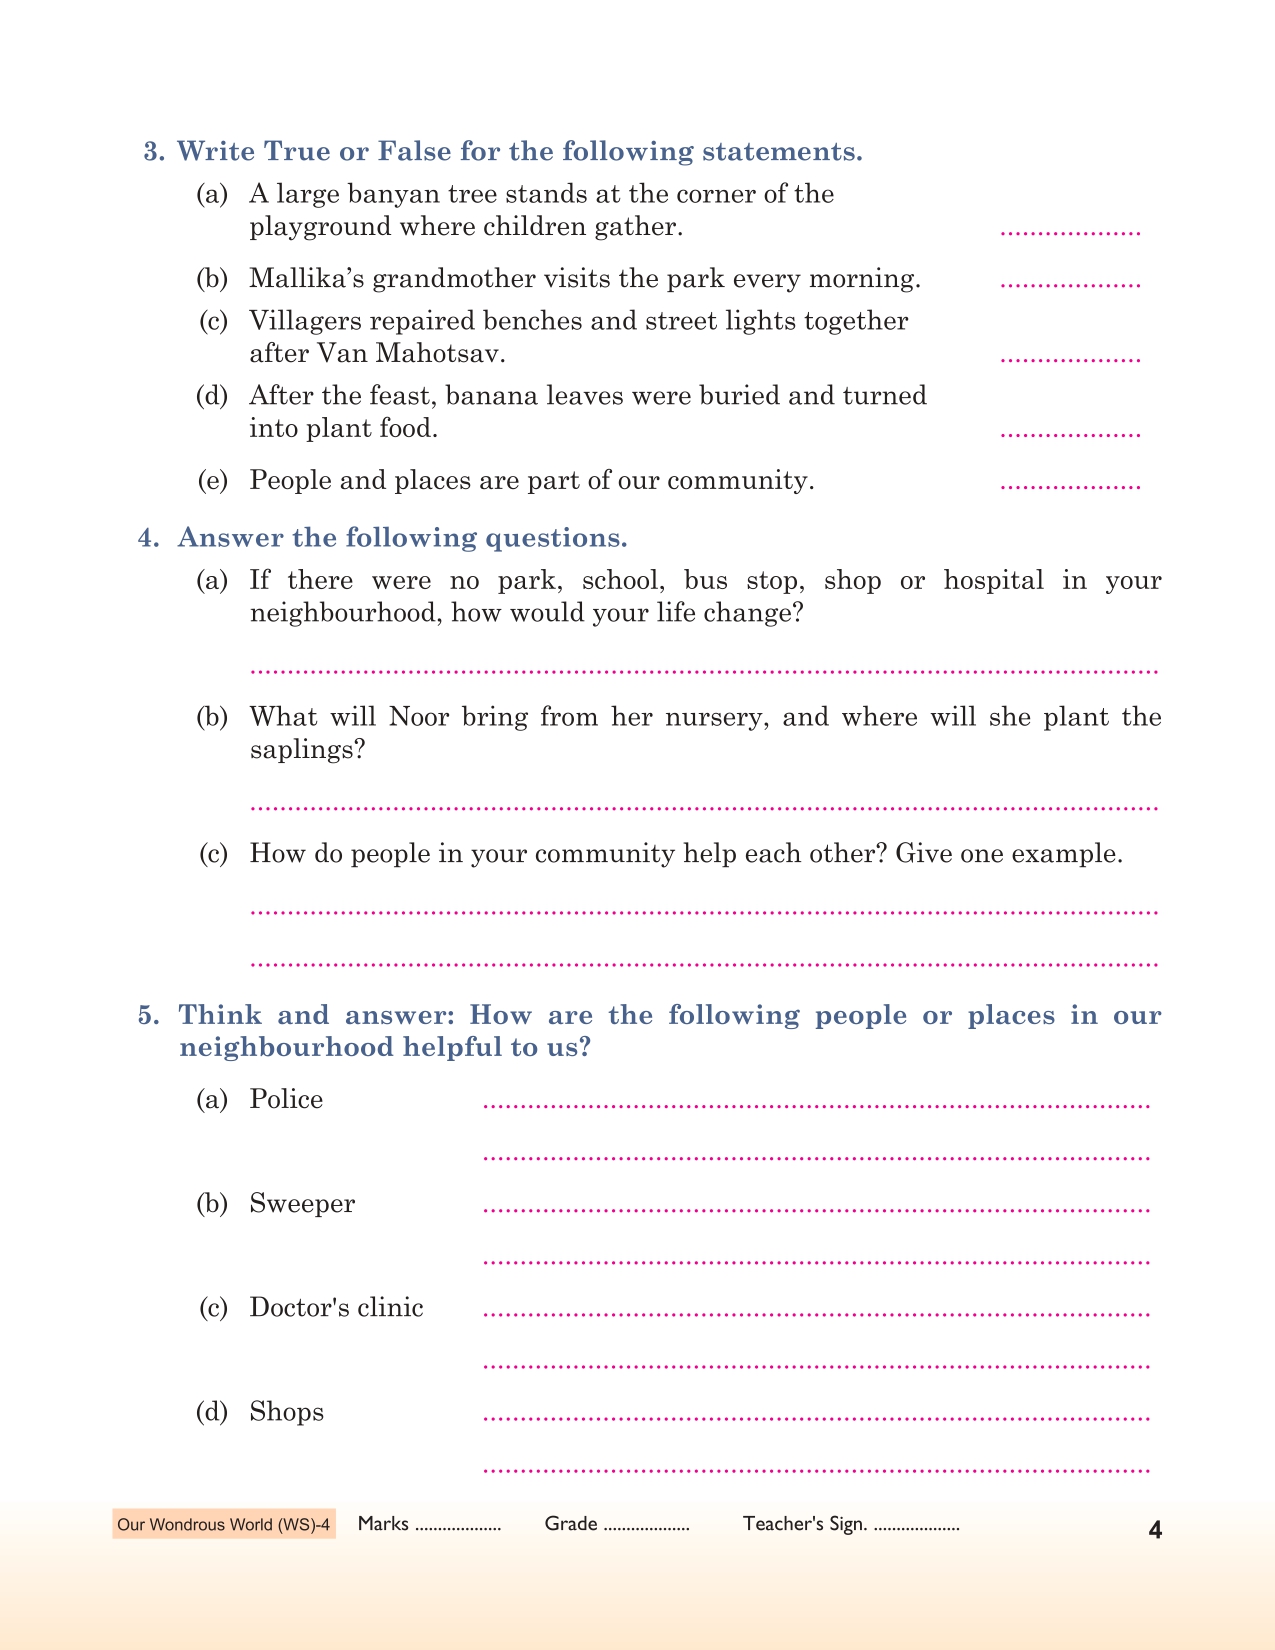 3. Write True or False for the following statements.
(a) A large banyan tree stands at the corner of the
playground where children gather. ...................
(b) Mallika’s grandmother visits the park every morning. ...................
(c) Villagers repaired benches and street lights together
after Van Mahotsav. ...................
(d) After the feast, banana leaves were buried and turned
into plant food. ...................
(e) People and places are part of our community. ...................
4. Answer the following questions.
(a) If there were no park, school, bus stop, shop or hospital in your
neighbourhood, how would your life change?
(b) What will Noor bring from her nursery, and where will she plant the
saplings?
(c) How do people in your community help each other? Give one example.
5. Think and answer: How are the following people or places in our
neighbourhood helpful to us?
(a) Police
(b) Sweeper
(c) Doctor's clinic
(d) Shops
Our Wondrous World (WS)-4 Marks ................... Grade ................... Teacher's Sign. ................... 4